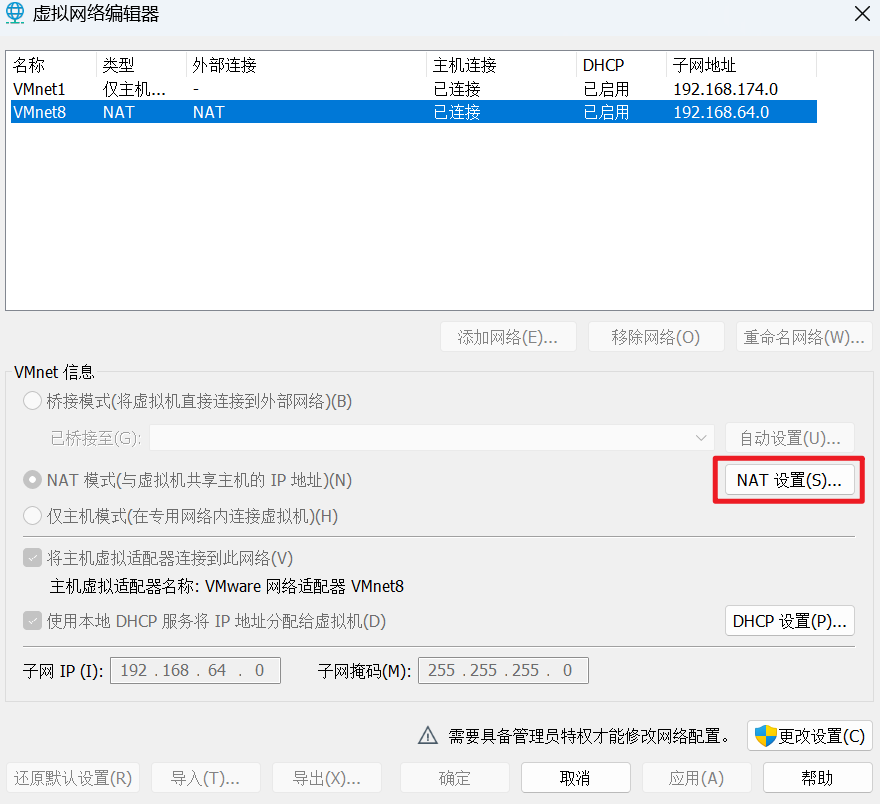 虚拟网络编辑器
名称 类型 外部连接 主机连接 DHCP 子网地址
VMnet1 仅主机... - 已连接 已启用 192.168.174.0
VMnet8 NAT NAT 已连接 已启用 192.168.64.0
添加网络(E)... 移除网络(O) 重命名网络(W)...
VMnet 信息
桥接模式(将虚拟机直接连接到外部网络)(B)
已桥接至(G): 自动设置(U)...
NAT 模式(与虚拟机共享主机的 IP 地址)(N) NAT 设置(S)...
仅主机模式(在专用网络内连接虚拟机)(H)
将主机虚拟适配器连接到此网络(V)
主机虚拟适配器名称: VMware 网络适配器 VMnet8
使用本地 DHCP 服务将 IP 地址分配给虚拟机(D) DHCP 设置(P)...
子网 IP (I): 192 . 168 . 64 . 0 子网掩码(M): 255 . 255 . 255 . 0
需要具备管理员特权才能修改网络配置。 更改设置(C)
还原默认设置(R) 导入(T)... 导出(X)... 确定 取消 应用(A) 帮助